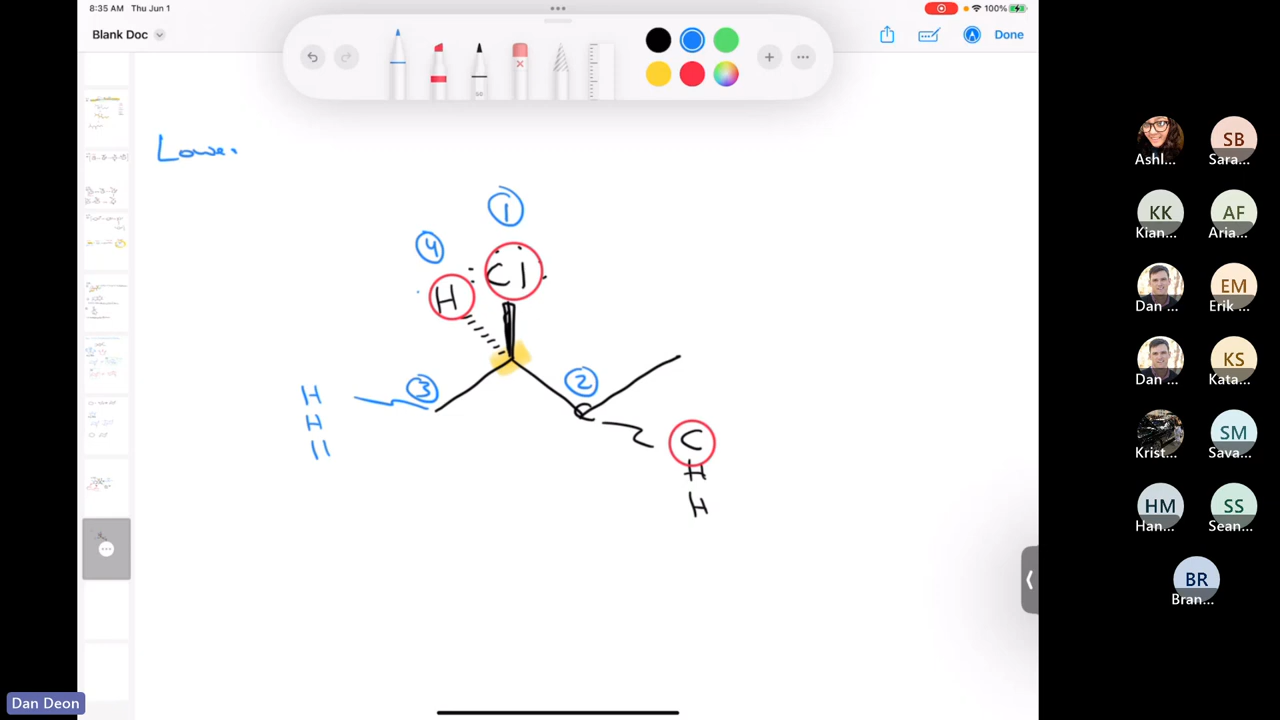 8:35 AM Thu Jun 1
100%
Blank Doc
Done
Lowe.
1
4
H
Cl
3
2
H
H
H
C
C
H
H
Ashl...
SB
Sara...
KK
Kian...
AF
Aria...
Dan ...
EM
Erik ...
Dan ...
KS
Kata...
Krist...
SM
Sava...
HM
Han...
SS
Sean...
BR
Bran...
Dan Deon